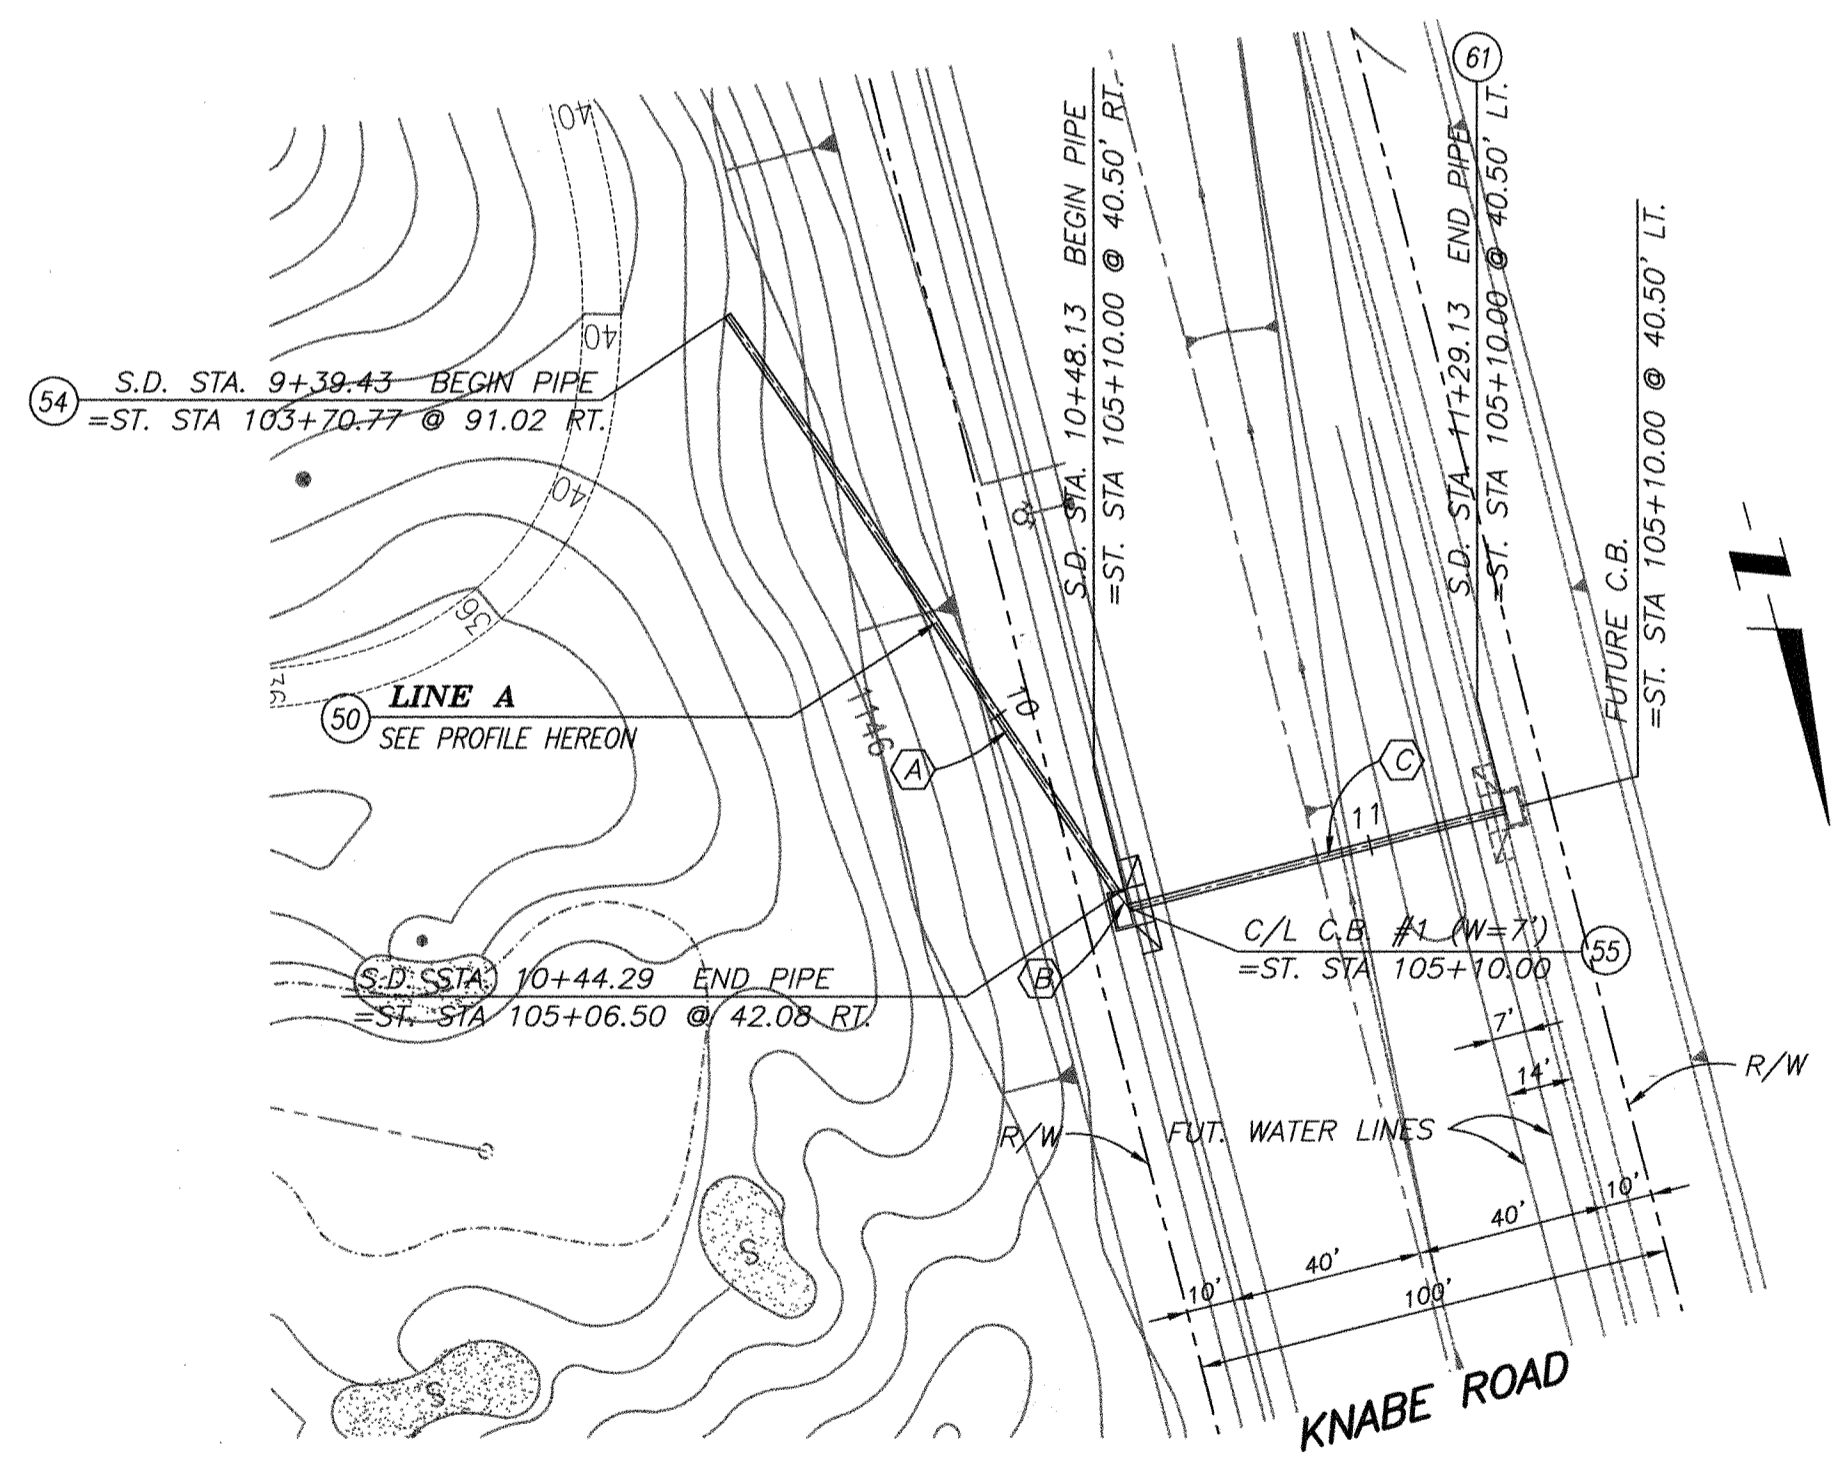 61
S.D. STA. 10+48.13 BEGIN PIPE
=ST. STA 105+10.00 @ 40.50' RT.
S.D. STA. 11+29.13 END PIPE
=ST. STA 105+10.00 @ 40.50' LT.
FUTURE C.B.
=ST. STA 105+10.00 @ 40.50' LT.
40
40
54
S.D. STA. 9+39.43 BEGIN PIPE
=ST. STA 103+70.77 @ 91.02 RT.
40
36
36
50
LINE A
SEE PROFILE HEREON
1146
10
A
C
11
B
S.D. SSTA 10+44.29 END PIPE
=ST. STA 105+06.50 @ 42.08 RT.
C/L C.B. #1 (W=7')
=ST. STA 105+10.00
55
7'
14'
R/W
R/W
FUT. WATER LINES
10'
40'
40'
10'
100'
S
S
KNABE ROAD